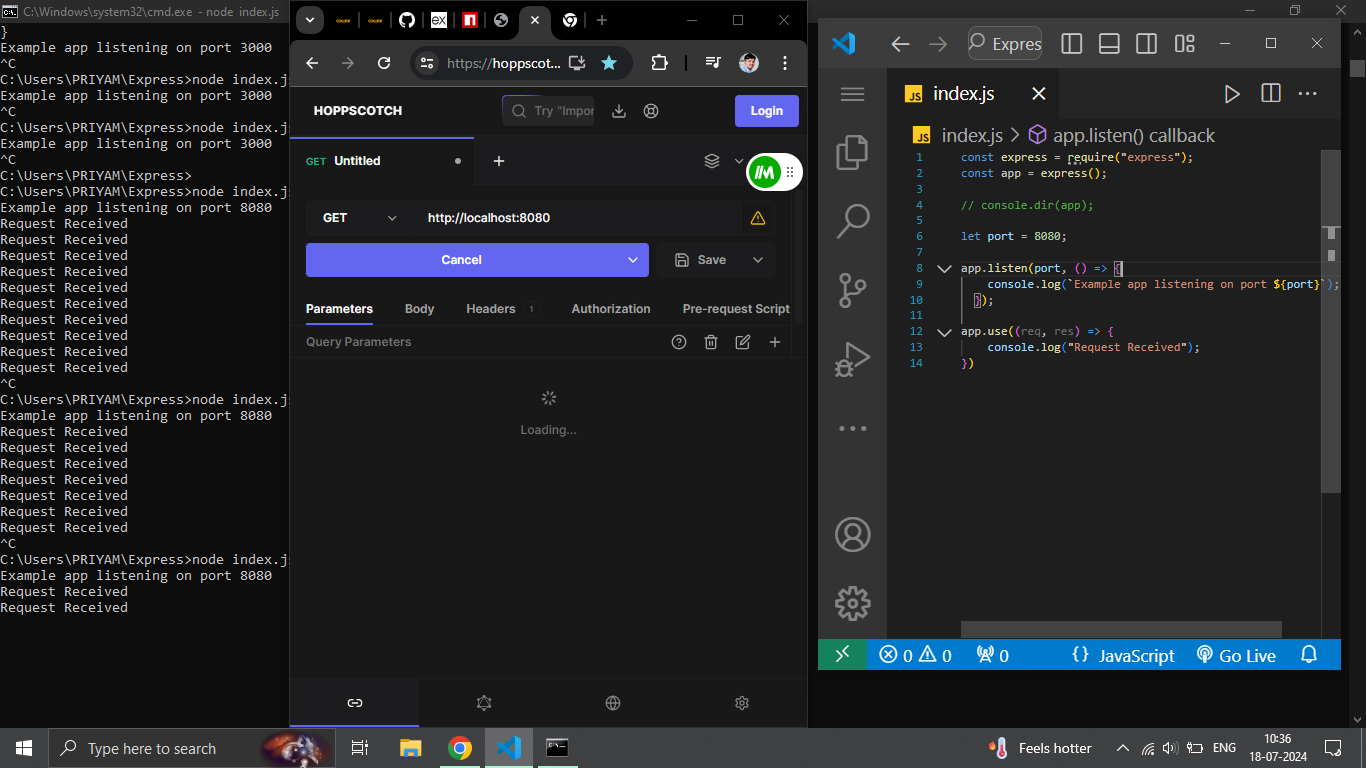 C:\Windows\system32\cmd.exe - node index.js
}
Example app listening on port 3000
^C
C:\Users\PRIYAM\Express>node index.j
Example app listening on port 3000
^C
C:\Users\PRIYAM\Express>node index.j
Example app listening on port 3000
^C
C:\Users\PRIYAM\Express>
C:\Users\PRIYAM\Express>node index.j
Example app listening on port 8080
Request Received
Request Received
Request Received
Request Received
Request Received
Request Received
Request Received
Request Received
Request Received
Request Received
^C
C:\Users\PRIYAM\Express>node index.j
Example app listening on port 8080
Request Received
Request Received
Request Received
Request Received
Request Received
Request Received
Request Received
^C
C:\Users\PRIYAM\Express>node index.j
Example app listening on port 8080
Request Received
Request Received
ex
n
https://hoppscot...
HOPPSCOTCH
Try "Impor
Login
GET Untitled
GET
http://localhost:8080
Cancel
Save
Parameters
Body
Headers 1
Authorization
Pre-request Script
Query Parameters
Loading...
Expres
JS index.js
JS index.js > app.listen() callback
1 const express = require("express");
2 const app = express();
3
4 // console.dir(app);
5
6 let port = 8080;
7
8 app.listen(port, () => {
9 console.log(`Example app listening on port ${port}`);
10 });
11
12 app.use((req, res) => {
13 console.log("Request Received");
14 })
0 0
0
{} JavaScript
Go Live
Type here to search
Feels hotter
ENG
10:36
18-07-2024